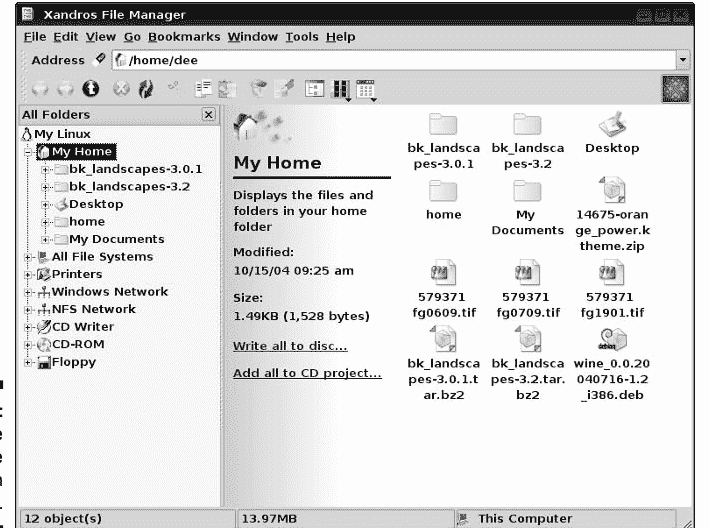 Xandros File Manager
File Edit View Go Bookmarks Window Tools Help
Address /home/dee
All Folders
My Linux
My Home
bk_landscapes-3.0.1
bk_landscapes-3.2
Desktop
home
My Documents
All File Systems
Printers
Windows Network
NFS Network
CD Writer
CD-ROM
Floppy
My Home
Displays the files and
folders in your home
folder
Modified:
10/15/04 09:25 am
Size:
1.49KB (1,528 bytes)
Write all to disc...
Add all to CD project...
bk_landsca
pes-3.0.1
bk_landsca
pes-3.2
Desktop
home
My
Documents
14675-oran
ge_power.k
theme.zip
579371
fg0609.tif
579371
fg0709.tif
579371
fg1901.tif
bk_landsca
pes-3.0.1.t
ar.bz2
bk_landsca
pes-3.2.tar.
bz2
wine_0.0.20
040716-1.2
_i386.deb
12 object(s)
13.97MB
This Computer